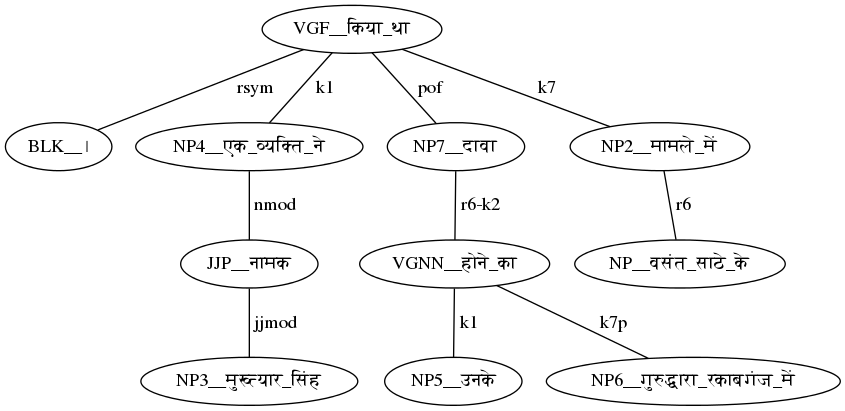 VGF__किया_था
rsym k1 pof k7
BLK__। NP4__एक_व्यक्ति_ने NP7__दावा NP2__मामले_में
nmod r6-k2 r6
JJP__नामक VGNN__होने_का NP__वसंत_साठे_के
jjmod k1 k7p
NP3__मुख्त्यार_सिंह NP5__उनके NP6__गुरुद्वारा_रकाबगंज_में